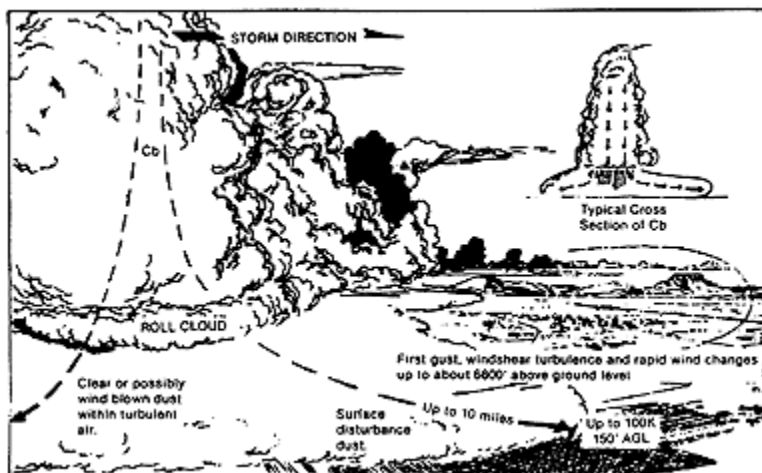 STORM DIRECTION
Cb
Typical Cross
Section of Cb
ROLL CLOUD
First gust, windshear turbulence and rapid wind changes
up to about 6600' above ground level
Clear or possibly
wind blown dust
within turbulent
air.
Surface
disturbance
dust.
Up to 10 miles
Up to 100K
150' AGL